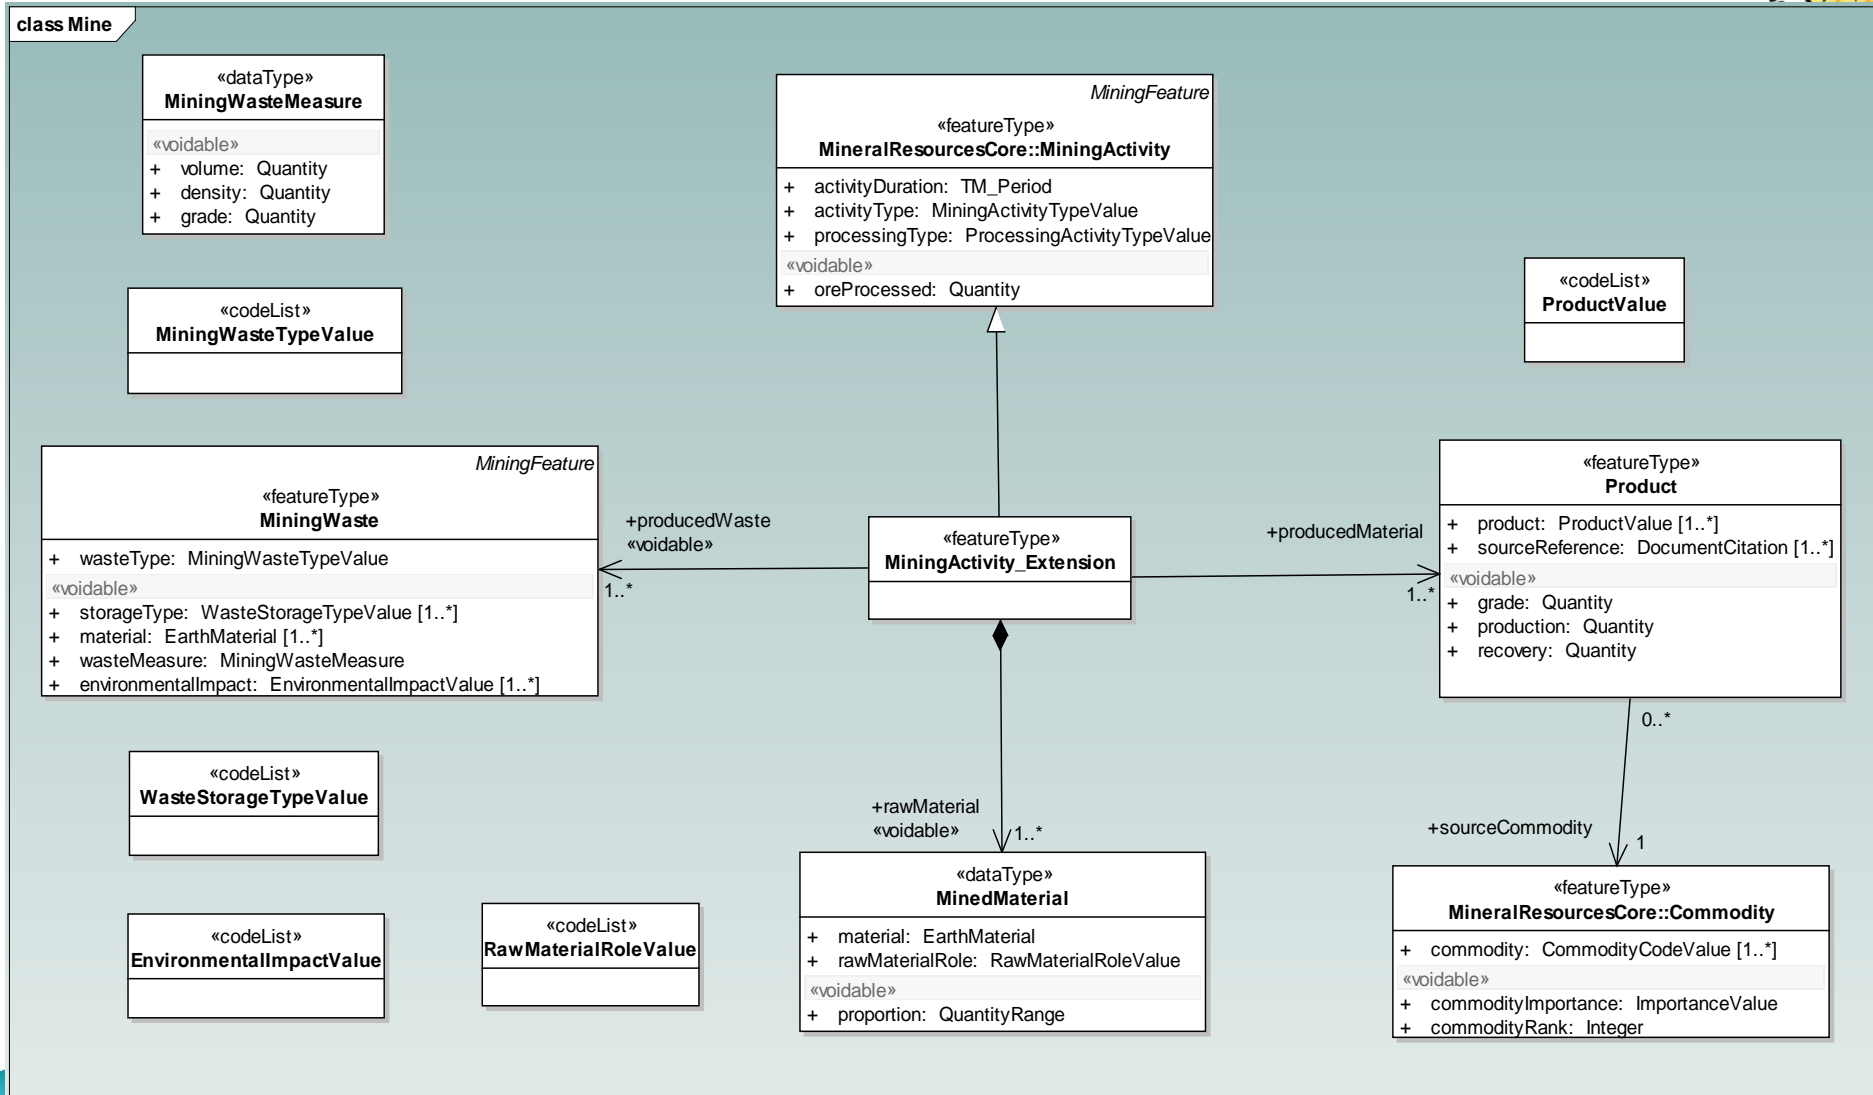 class Mine
«dataType»
MiningWasteMeasure
«voidable»
+ volume: Quantity
+ density: Quantity
+ grade: Quantity
MiningFeature
«featureType»
MineralResourcesCore::MiningActivity
+ activityDuration: TM_Period
+ activityType: MiningActivityTypeValue
+ processingType: ProcessingActivityTypeValue
«voidable»
+ oreProcessed: Quantity
«codeList»
ProductValue
«codeList»
MiningWasteTypeValue
MiningFeature
«featureType»
MiningWaste
+ wasteType: MiningWasteTypeValue
«voidable»
+ storageType: WasteStorageTypeValue [1..*]
+ material: EarthMaterial [1..*]
+ wasteMeasure: MiningWasteMeasure
+ environmentalImpact: EnvironmentalImpactValue [1..*]
+producedWaste
«voidable»
1..*
«featureType»
MiningActivity_Extension
+producedMaterial
1..*
«featureType»
Product
+ product: ProductValue [1..*]
+ sourceReference: DocumentCitation [1..*]
«voidable»
+ grade: Quantity
+ production: Quantity
+ recovery: Quantity
0..*
+sourceCommodity
1
«codeList»
WasteStorageTypeValue
+rawMaterial
«voidable»
1..*
«codeList»
EnvironmentalImpactValue
«codeList»
RawMaterialRoleValue
«dataType»
MinedMaterial
+ material: EarthMaterial
+ rawMaterialRole: RawMaterialRoleValue
«voidable»
+ proportion: QuantityRange
«featureType»
MineralResourcesCore::Commodity
+ commodity: CommodityCodeValue [1..*]
«voidable»
+ commodityImportance: ImportanceValue
+ commodityRank: Integer